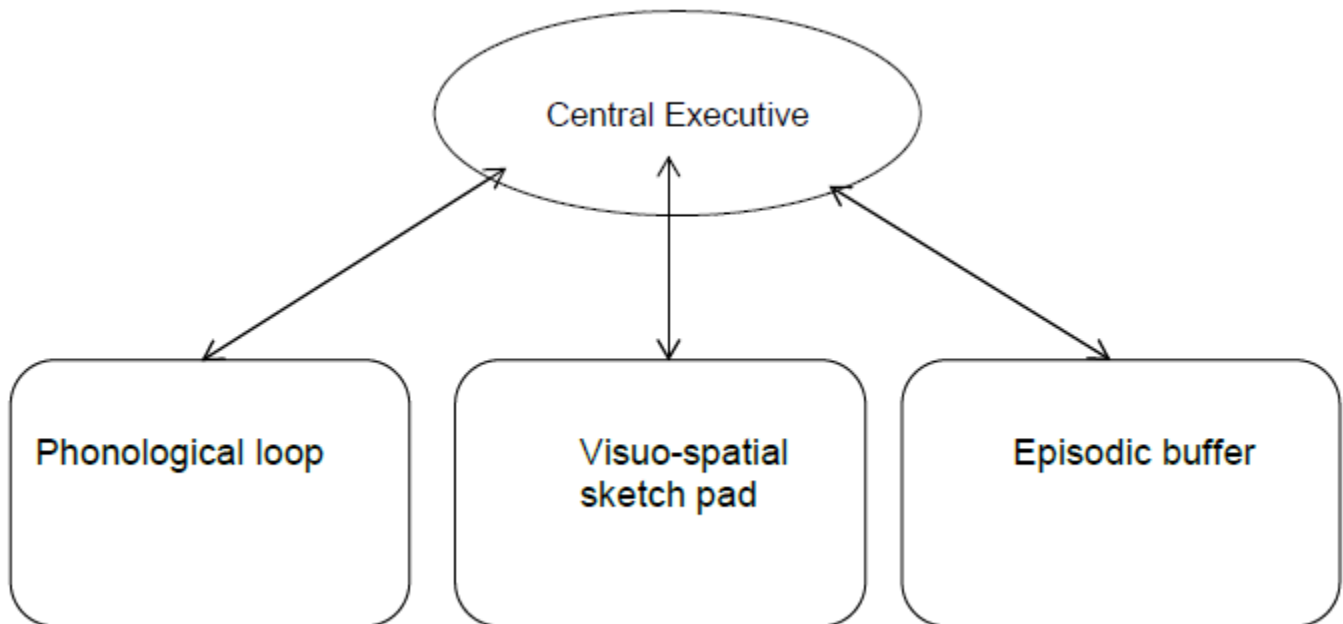 Central Executive
Phonological loop
Visuo-spatial
sketch pad
Episodic buffer